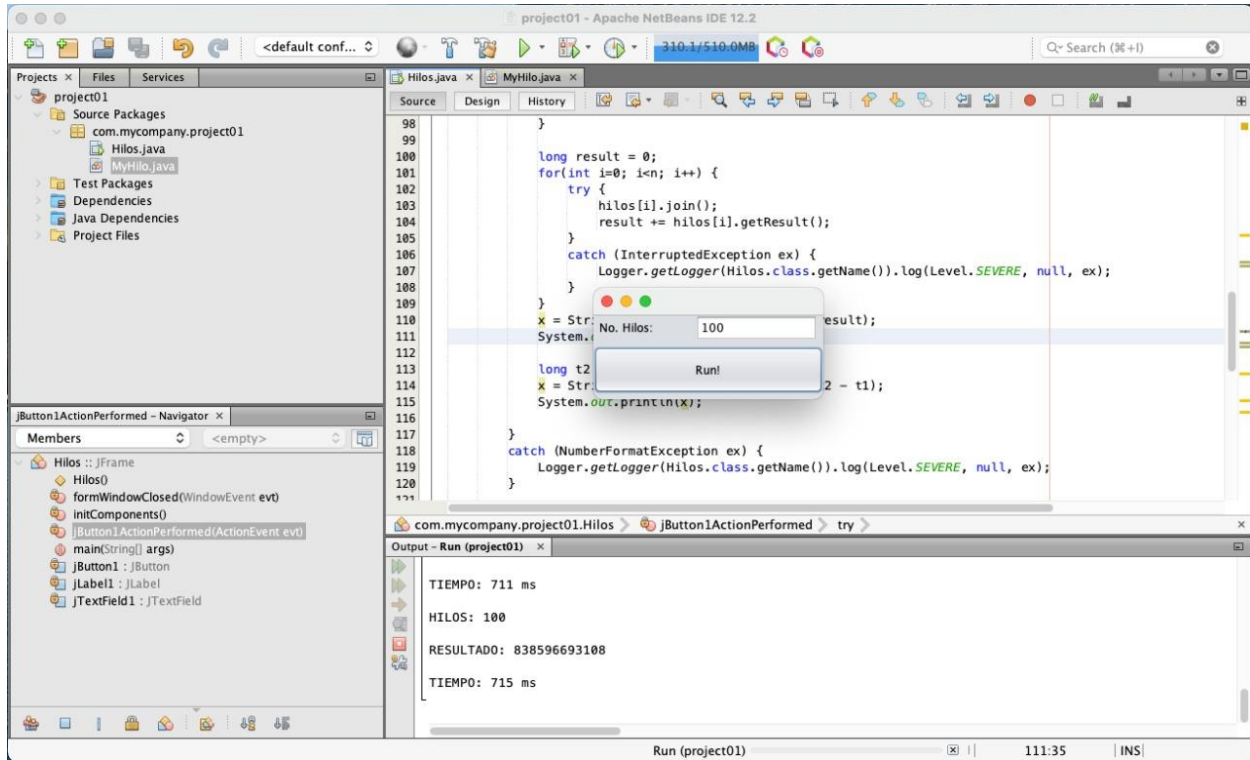 project01 - Apache NetBeans IDE 12.2
<default conf...
310.1/510.0MB
Search (⌘+I)
Projects
Files
Services
project01
Source Packages
com.mycompany.project01
Hilos.java
MyHilo.java
Test Packages
Dependencies
Java Dependencies
Project Files
jButton1ActionPerformed - Navigator
Members
<empty>
Hilos :: JFrame
Hilos()
formWindowClosed(WindowEvent evt)
initComponents()
jButton1ActionPerformed(ActionEvent evt)
main(String[] args)
jButton1 : JButton
jLabel1 : JLabel
jTextField1 : JTextField
Hilos.java
MyHilo.java
Source
Design
History
98 }
99
100 long result = 0;
101 for(int i=0; i<n; i++) {
102 try {
103 hilos[i].join();
104 result += hilos[i].getResult();
105 }
106 catch (InterruptedException ex) {
107 Logger.getLogger(Hilos.class.getName()).log(Level.SEVERE, null, ex);
108 }
109 }
110 x = Str esult);
111 System.
112
113 long t2
114 x = Str 2 - t1);
115 System.out.println(x);
116
117 }
118 catch (NumberFormatException ex) {
119 Logger.getLogger(Hilos.class.getName()).log(Level.SEVERE, null, ex);
120 }
121
No. Hilos: 100
Run!
com.mycompany.project01.Hilos
jButton1ActionPerformed
try
Output - Run (project01)
TIEMPO: 711 ms
HILOS: 100
RESULTADO: 838596693108
TIEMPO: 715 ms
Run (project01)
111:35
INS